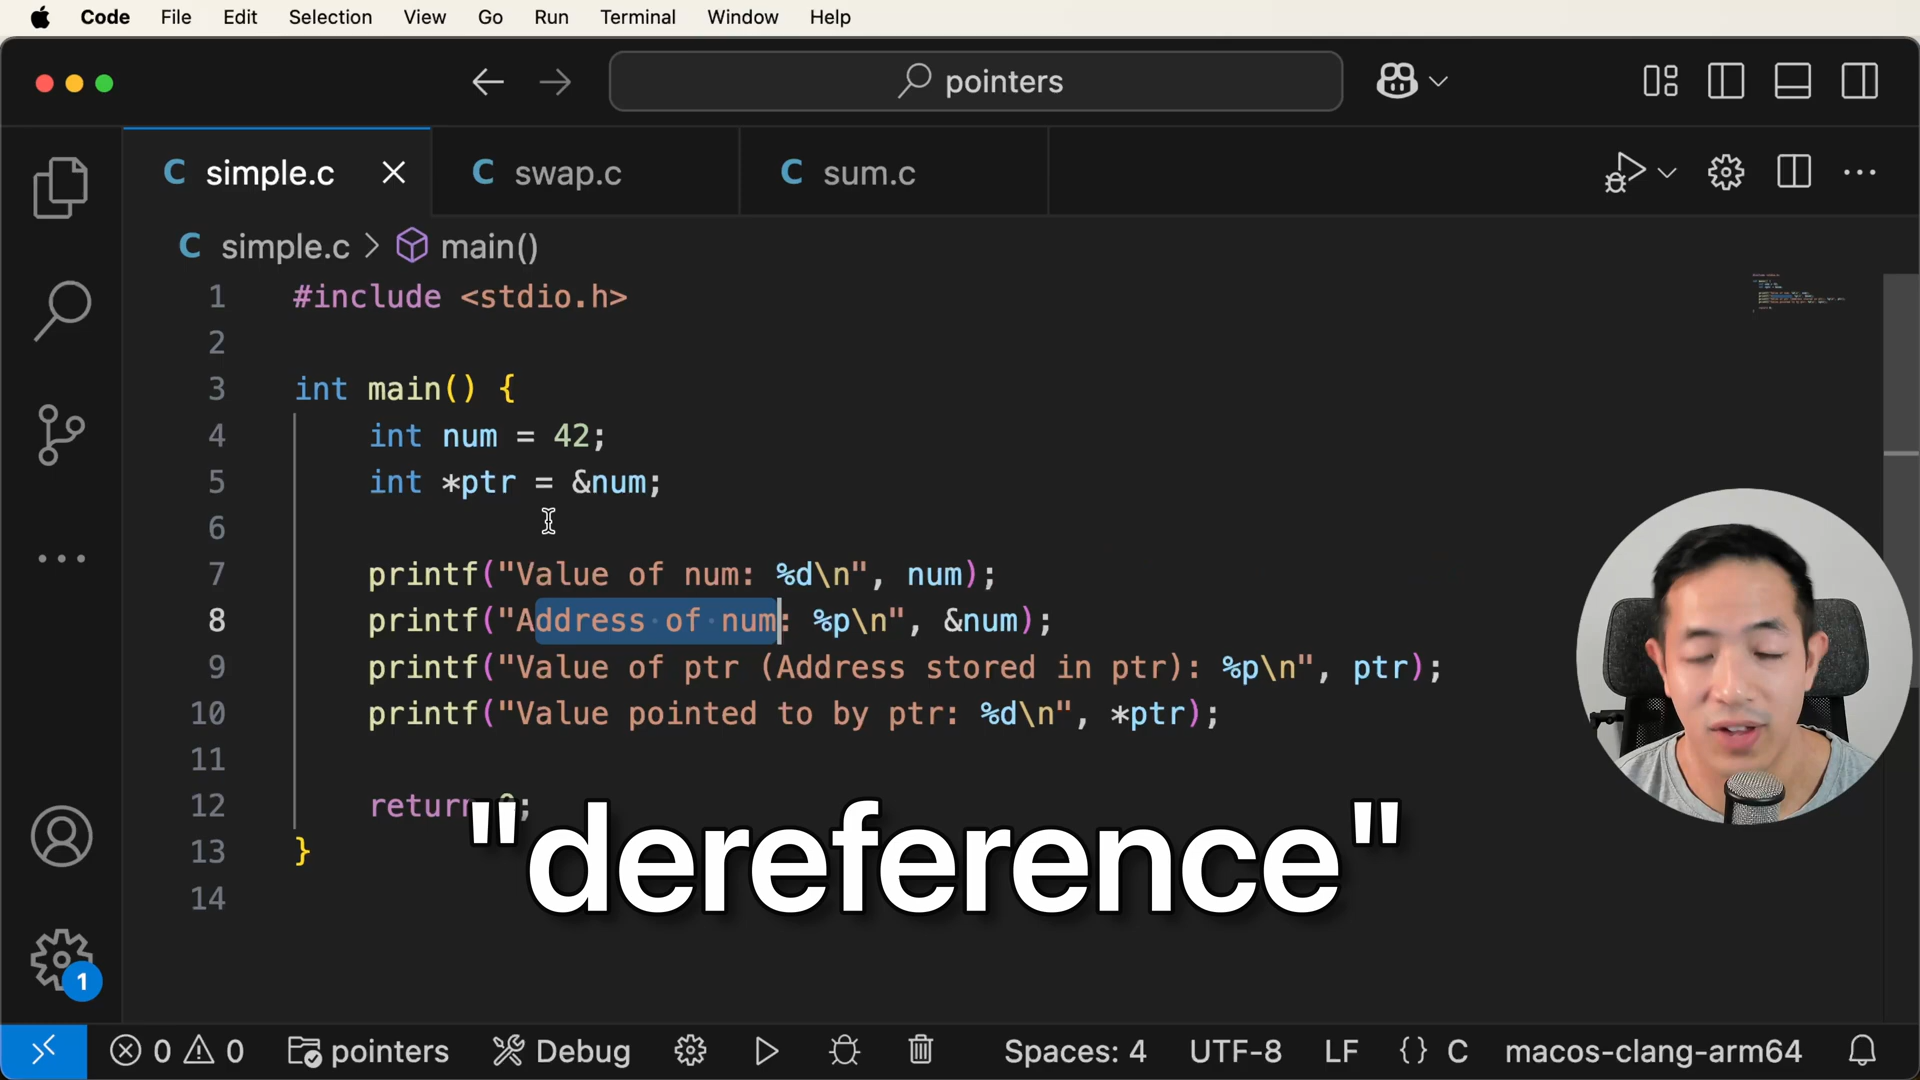 Code File Edit Selection View Go Run Terminal Window Help
pointers
C simple.c C swap.c C sum.c
C simple.c > main()
1 #include <stdio.h>
2
3 int main() {
4 int num = 42;
5 int *ptr = &num;
6
7 printf("Value of num: %d\n", num);
8 printf("Address of num: %p\n", &num);
9 printf("Value of ptr (Address stored in ptr): %p\n", ptr);
10 printf("Value pointed to by ptr: %d\n", *ptr);
11
12 return 0;
13 }
14
"dereference"
1
0 0 pointers Debug Spaces: 4 UTF-8 LF {} C macos-clang-arm64